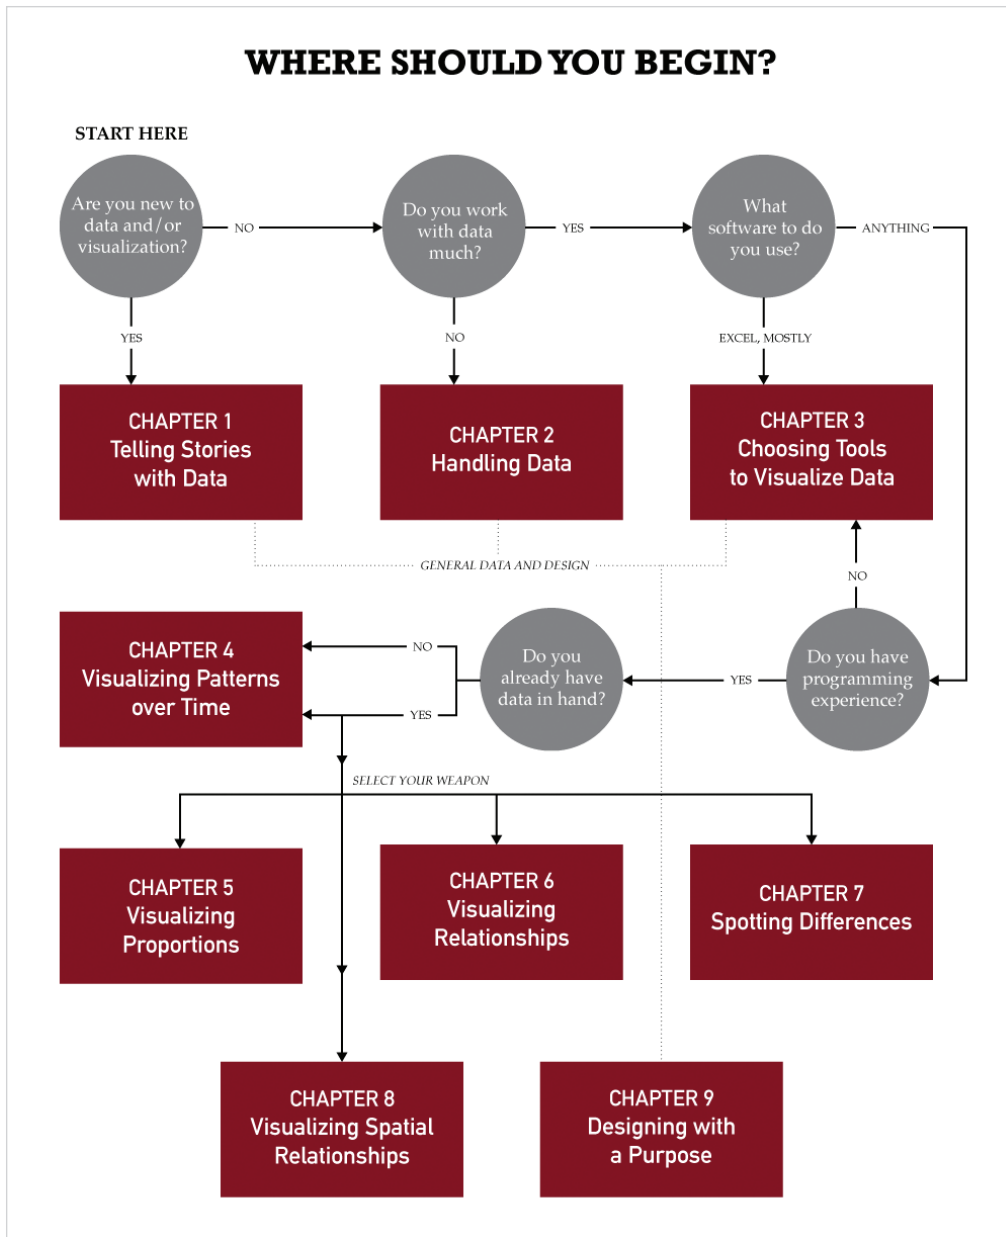 WHERE SHOULD YOU BEGIN?
START HERE
Are you new to
data and/or
visualization?
NO
Do you work
with data
much?
YES
What
software to do
you use?
ANYTHING
YES
NO
EXCEL, MOSTLY
CHAPTER 1
Telling Stories
with Data
CHAPTER 2
Handling Data
CHAPTER 3
Choosing Tools
to Visualize Data
GENERAL DATA AND DESIGN
NO
CHAPTER 4
Visualizing Patterns
over Time
NO
YES
Do you
already have
data in hand?
YES
Do you have
programming
experience?
SELECT YOUR WEAPON
CHAPTER 5
Visualizing
Proportions
CHAPTER 6
Visualizing
Relationships
CHAPTER 7
Spotting Differences
CHAPTER 8
Visualizing Spatial
Relationships
CHAPTER 9
Designing with
a Purpose